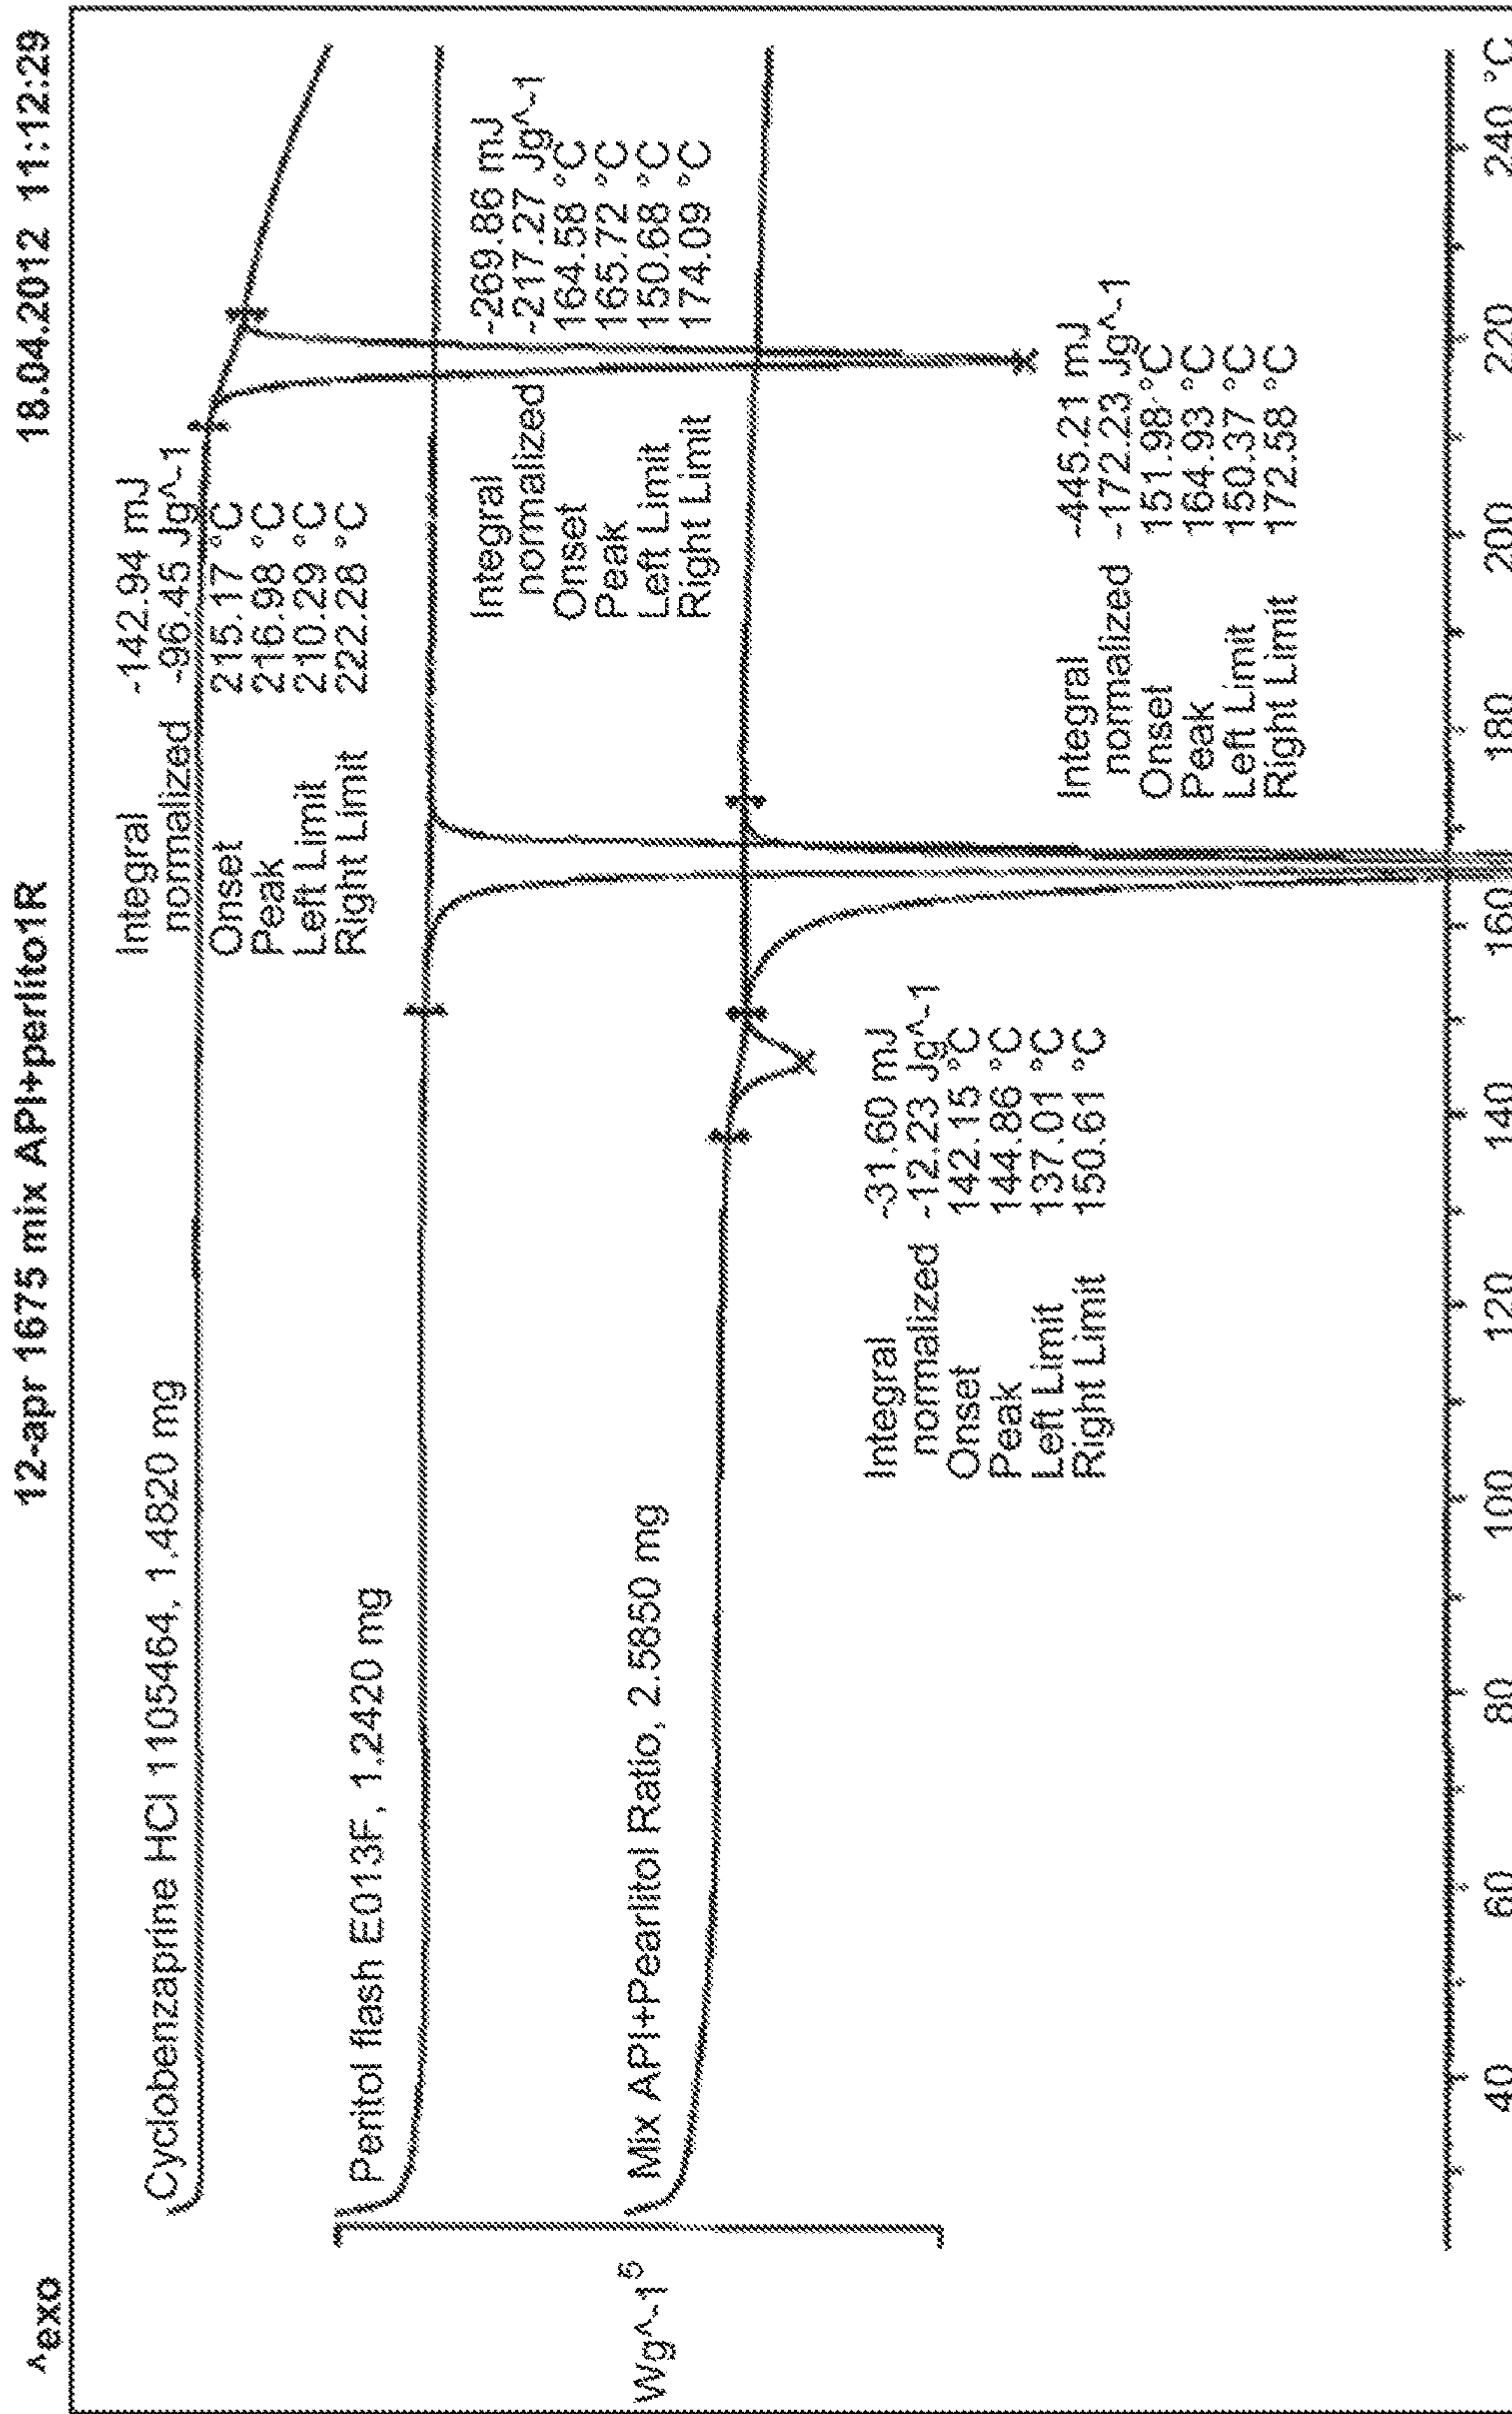 ^exo
12-apr 1675 mix API+perlito1R
18.04.2012 11:12:29
Cyclobenzaprine HCl 1105464, 1.4820 mg
Integral -142.94 mJ
normalized -96.45 Jg^-1
Onset 215.17 °C
Peak 216.98 °C
Left Limit 210.29 °C
Right Limit 222.28 °C
Peritol flash E013F, 1.2420 mg
Integral -269.86 mJ
normalized -217.27 Jg^-1
Onset 164.58 °C
Peak 165.72 °C
Left Limit 150.68 °C
Right Limit 174.09 °C
Mix API+Pearlitol Ratio, 2.5850 mg
Integral -31.60 mJ
normalized -12.23 Jg^-1
Onset 142.15 °C
Peak 144.86 °C
Left Limit 137.01 °C
Right Limit 150.61 °C
Integral -445.21 mJ
normalized -172.23 Jg^-1
Onset 151.98 °C
Peak 164.93 °C
Left Limit 150.37 °C
Right Limit 172.58 °C
5
Wg^-1
40 60 80 100 120 140 160 180 200 220 240 °C